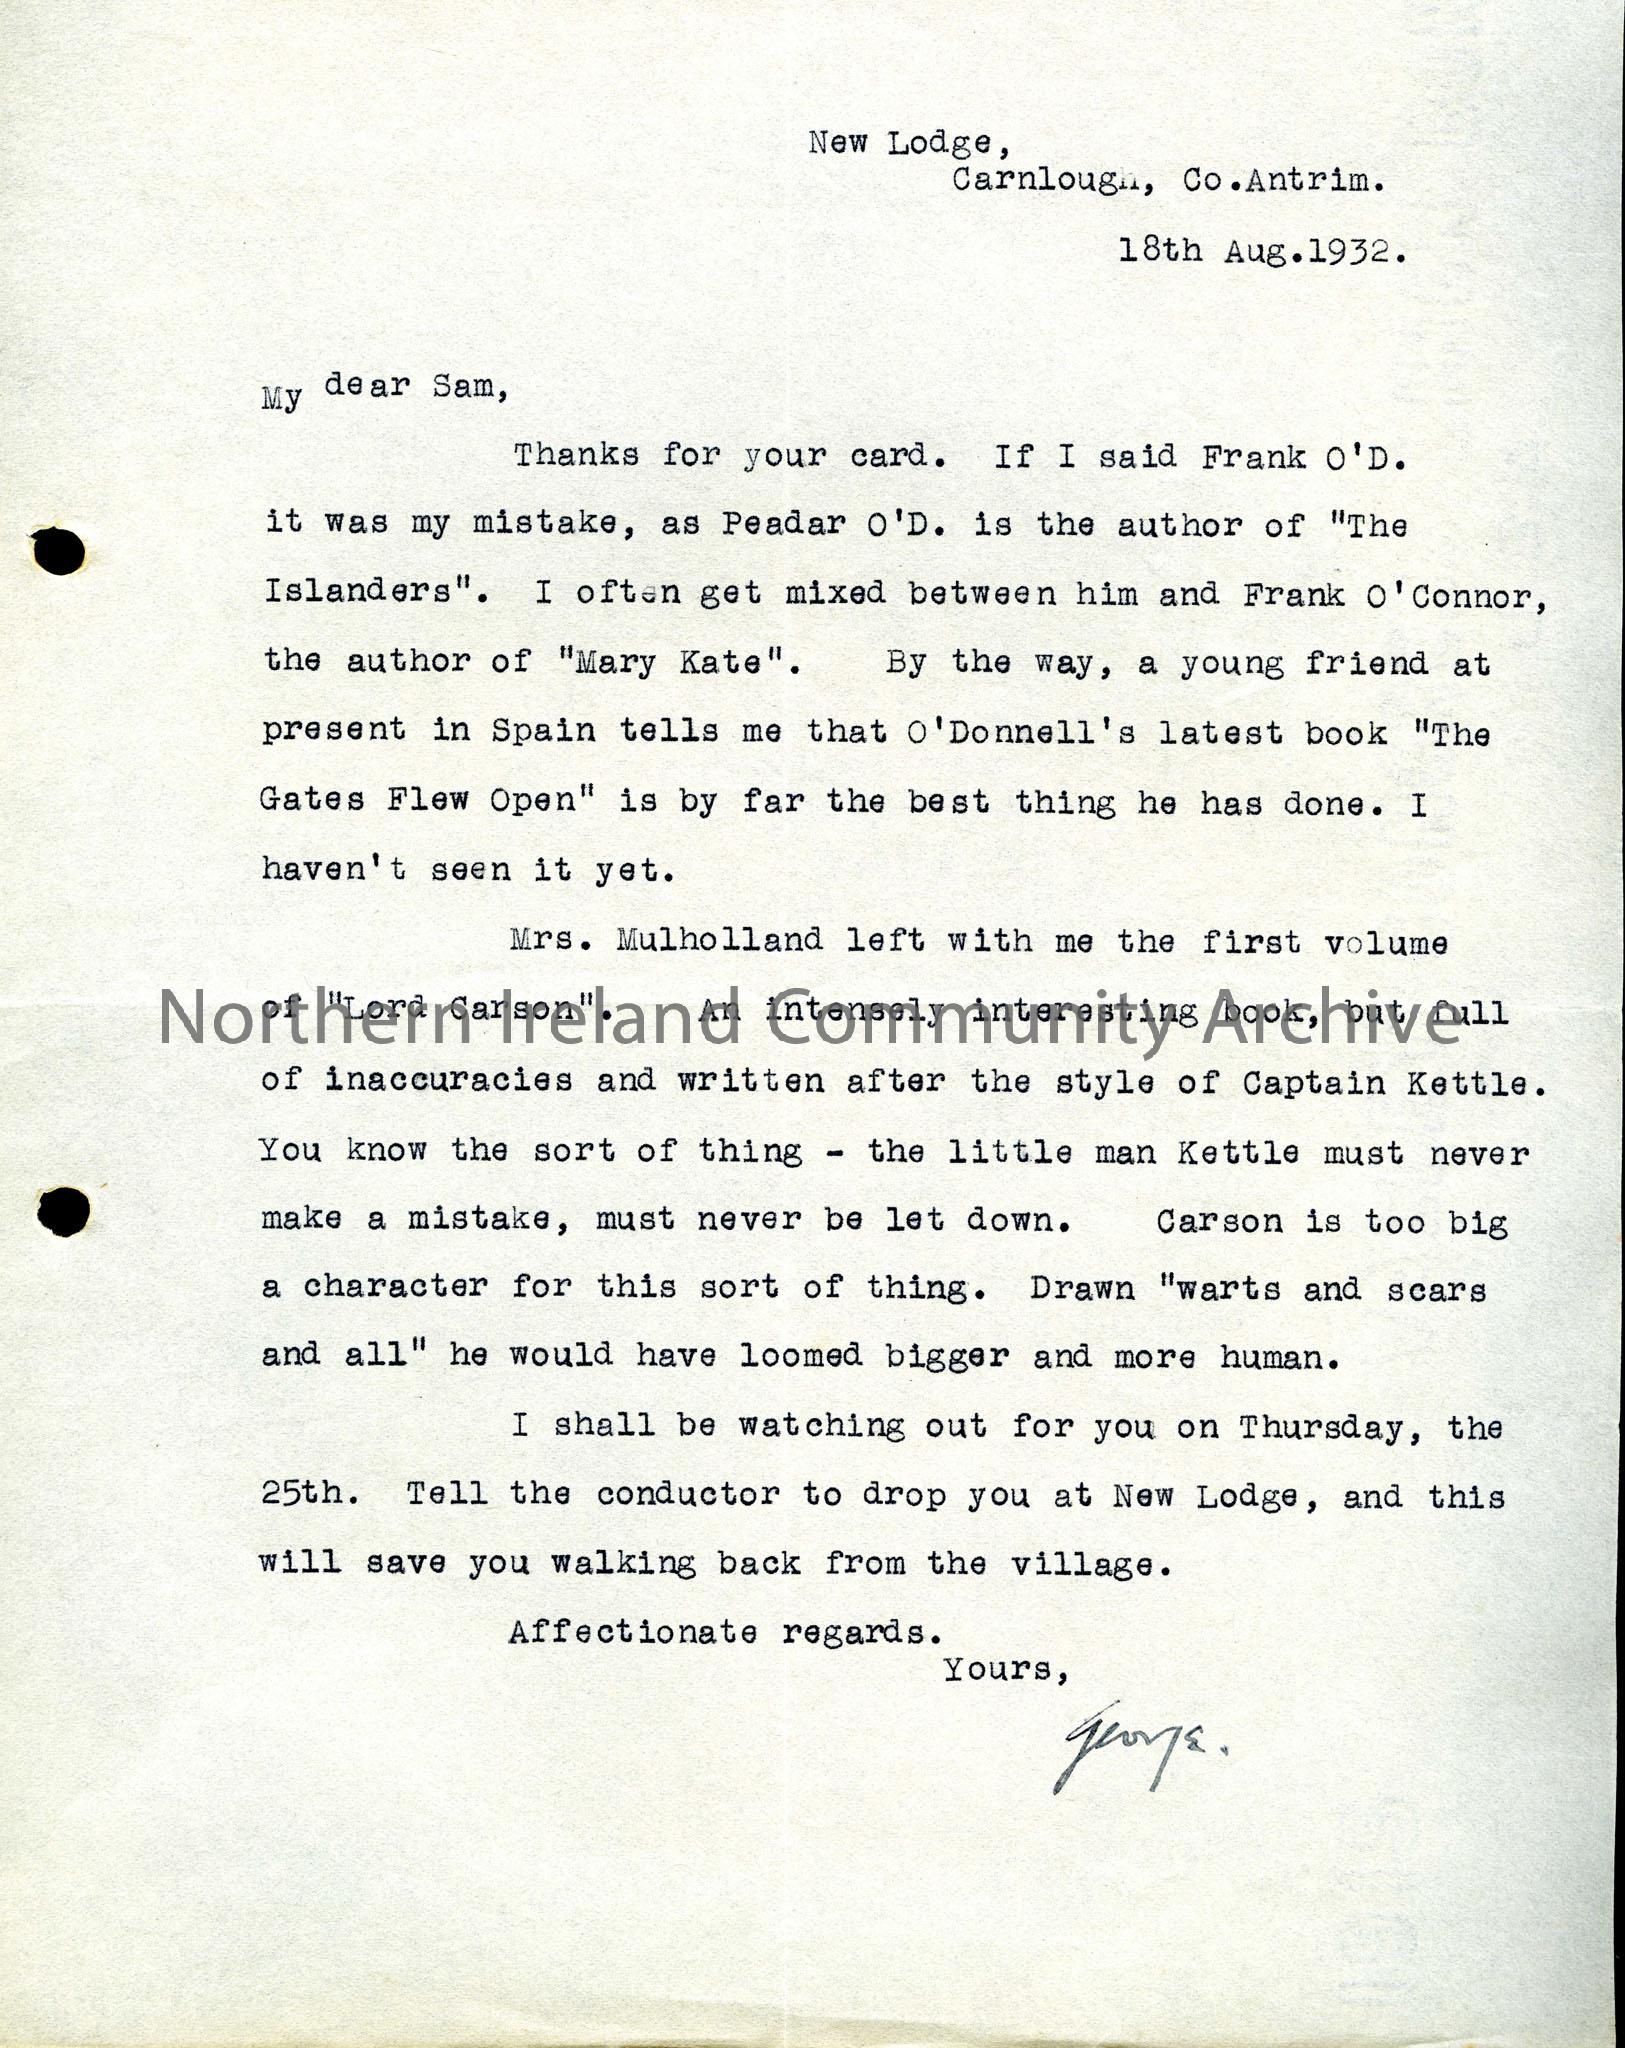 New Lodge,
Carnlough, Co.Antrim.
18th Aug.1932.
My dear Sam,
Thanks for your card. If I said Frank O'D.
it was my mistake, as Peadar O'D. is the author of "The
Islanders". I often get mixed between him and Frank O'Connor,
the author of "Mary Kate". By the way, a young friend at
present in Spain tells me that O'Donnell's latest book "The
Gates Flew Open" is by far the best thing he has done. I
haven't seen it yet.
Mrs. Mulholland left with me the first volume
of "Lord Carson". An intensely interesting book, but full
Northern Ireland Community Archive
of inaccuracies and written after the style of Captain Kettle.
You know the sort of thing - the little man Kettle must never
make a mistake, must never be let down. Carson is too big
a character for this sort of thing. Drawn "warts and scars
and all" he would have loomed bigger and more human.
I shall be watching out for you on Thursday, the
25th. Tell the conductor to drop you at New Lodge, and this
will save you walking back from the village.
Affectionate regards.
Yours,
George.